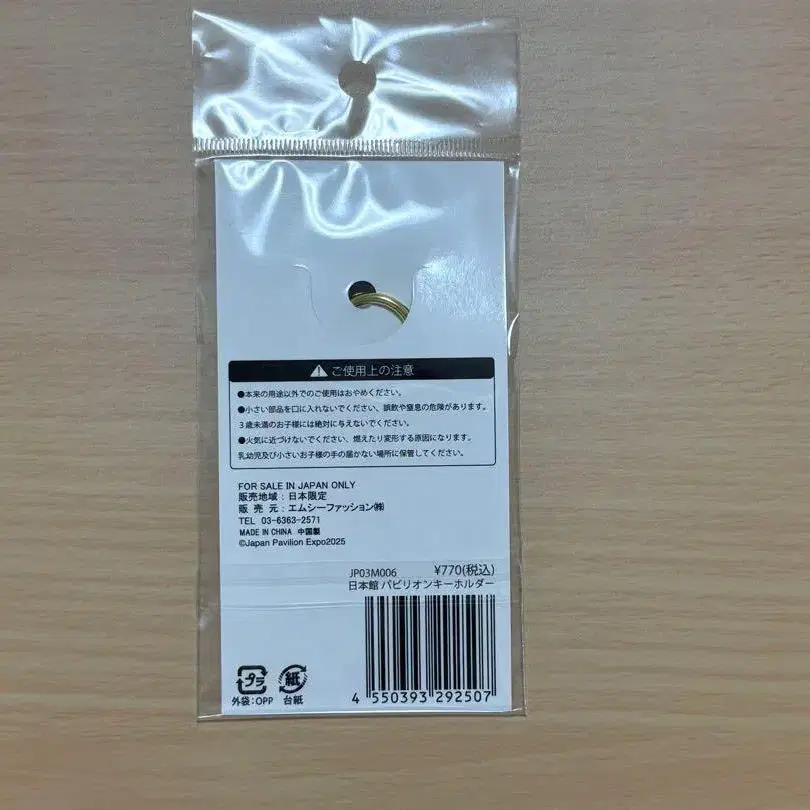 ご使用上の注意
●本来の用途以外でのご使用はおやめください。
●小さい部品を口に入れないでください、誤飲や窒息の危険があります。
３歳未満のお子様には絶対に与えないでください。
●火気に近づけないでください、燃えたり変形する原因になります。
乳幼児及び小さいお子様の手の届かない場所に保管してください。
FOR SALE IN JAPAN ONLY
販売地域：日本限定
販 売 元：エムシーファッション㈱
TEL 03-6363-2571
MADE IN CHINA 中国製
©Japan Pavilion Expo2025
JP03M006 ¥770(税込)
日本館 パビリオンキーホルダー
プラ 紙
外袋：OPP 台紙
4 550393 292507